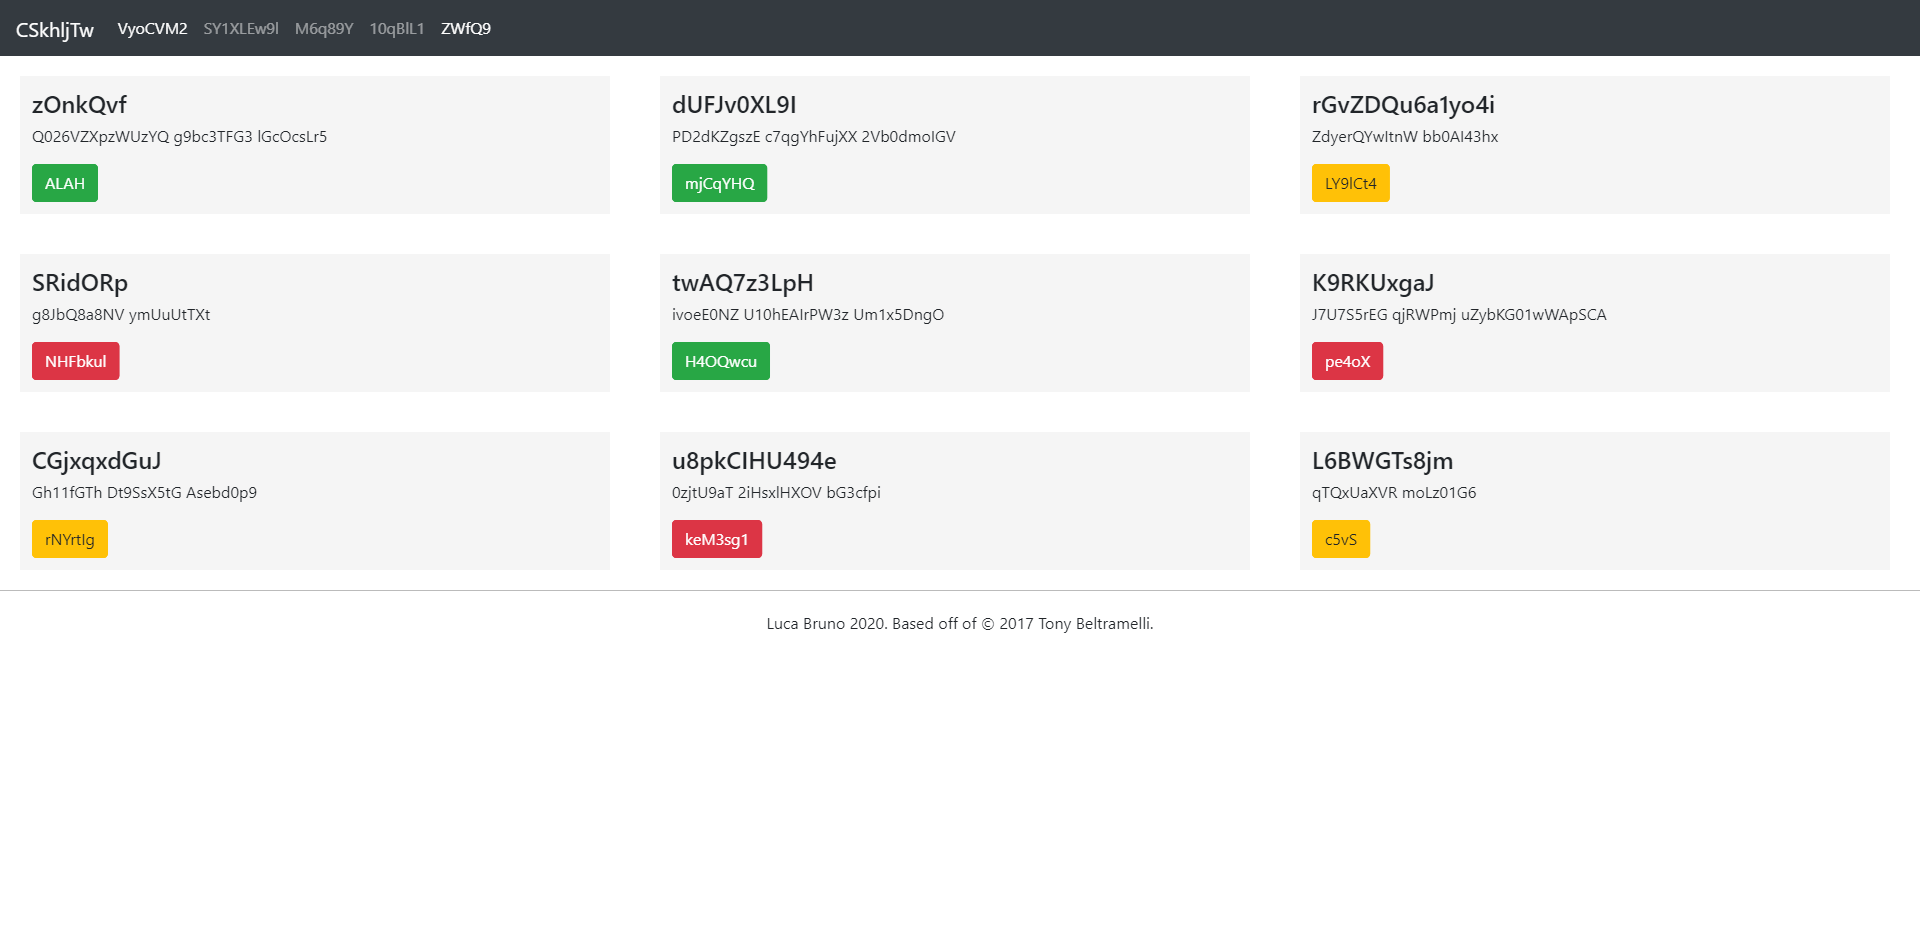 CSkhljTw VyoCVM2 SY1XLEw9l M6q89Y 10qBlL1 ZWfQ9
zOnkQvf
Q026VZXpzWUzYQ g9bc3TFG3 lGcOcsLr5
ALAH
dUFJv0XL9I
PD2dKZgszE c7qgYhFujXX 2Vb0dmoIGV
mjCqYHQ
rGvZDQu6a1yo4i
ZdyerQYwItnW bb0AI43hx
LY9lCt4
SRidORp
g8JbQ8a8NV ymUuUtTXt
NHFbkul
twAQ7z3LpH
ivoeE0NZ U10hEAIrPW3z Um1x5DngO
H4OQwcu
K9RKUxgaJ
J7U7S5rEG qjRWPmj uZybKG01wWApSCA
pe4oX
CGjxqxdGuJ
Gh11fGTh Dt9SsX5tG Asebd0p9
rNYrtIg
u8pkCIHU494e
0zjtU9aT 2iHsxlHXOV bG3cfpi
keM3sg1
L6BWGTs8jm
qTQxUaXVR moLz01G6
c5vS
Luca Bruno 2020. Based off of © 2017 Tony Beltramelli.